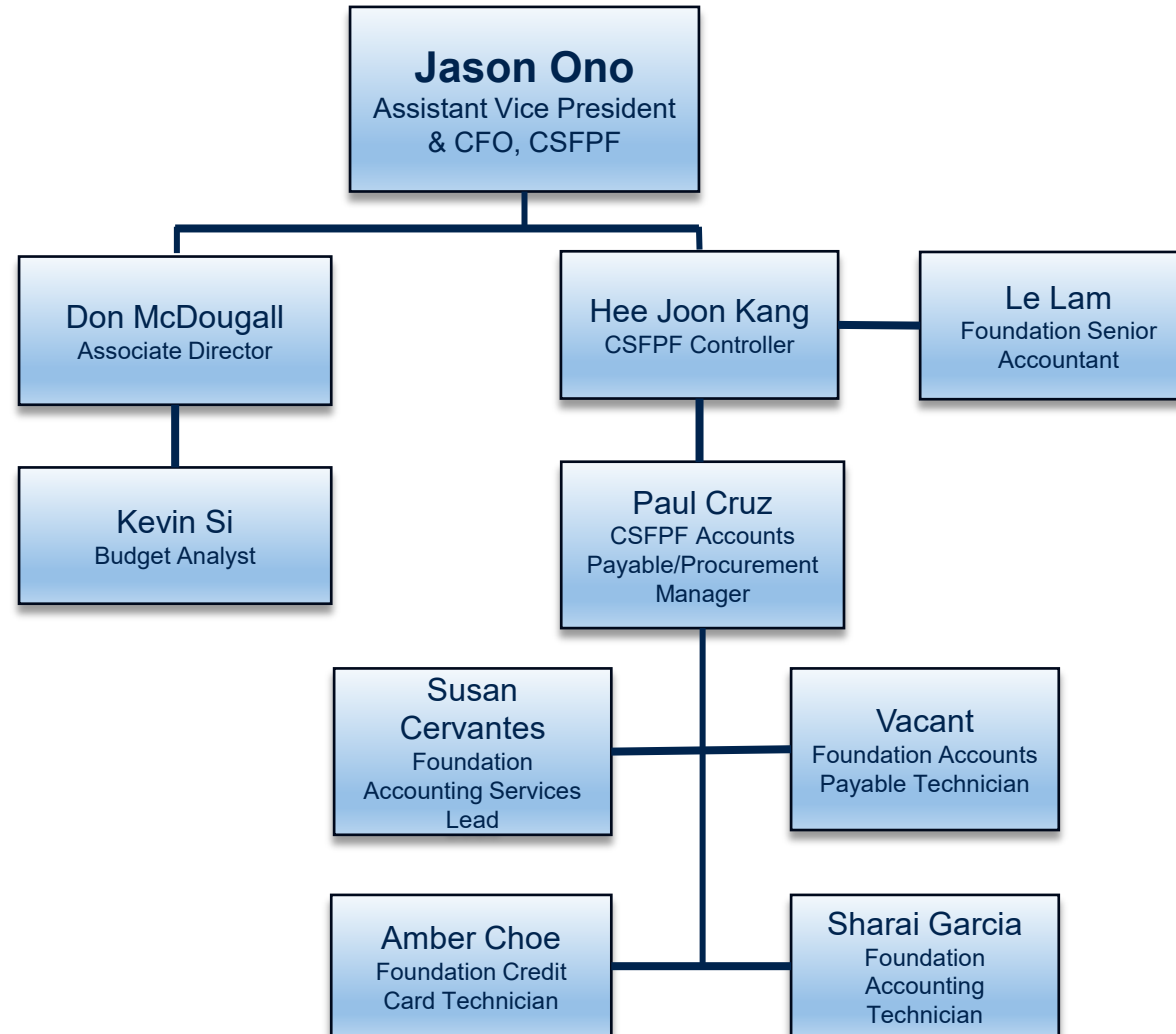 Jason Ono
Assistant Vice President
& CFO, CSFPF
Don McDougall
Associate Director
Hee Joon Kang
CSFPF Controller
Le Lam
Foundation Senior
Accountant
Kevin Si
Budget Analyst
Paul Cruz
CSFPF Accounts
Payable/Procurement
Manager
Susan
Cervantes
Foundation
Accounting Services
Lead
Vacant
Foundation Accounts
Payable Technician
Amber Choe
Foundation Credit
Card Technician
Sharai Garcia
Foundation
Accounting
Technician